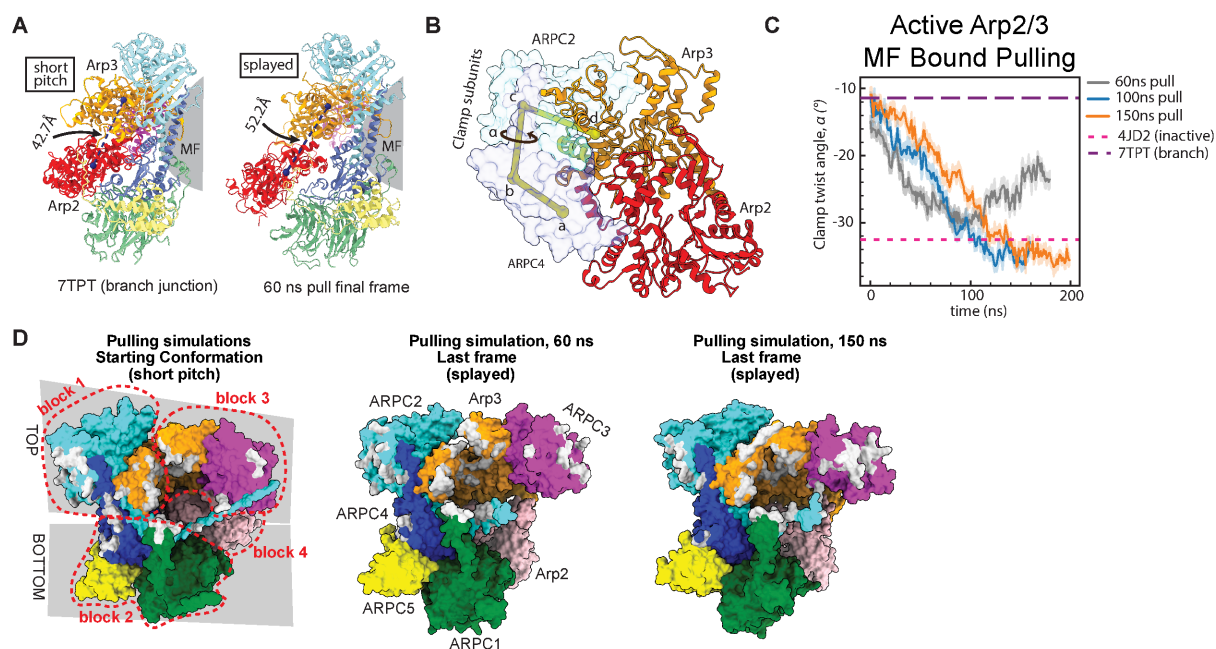 A
short
pitch
Arp3
42.7Å
MF
Arp2
7TPT (branch junction)
splayed
52.2Å
MF
60 ns pull final frame
B
ARPC2
Arp3
Clamp subunits
c
d
α
b
a
Arp2
ARPC4
C
Active Arp2/3
MF Bound Pulling
Clamp twist angle, α (°)
-10
-20
-30
0
100
200
time (ns)
60ns pull
100ns pull
150ns pull
4JD2 (inactive)
7TPT (branch)
D
Pulling simulations
Starting Conformation
(short pitch)
block 1
block 3
TOP
BOTTOM
block 4
block 2
Pulling simulation, 60 ns
Last frame
(splayed)
ARPC2
Arp3
ARPC3
ARPC4
Arp2
ARPC5
ARPC1
Pulling simulation, 150 ns
Last frame
(splayed)